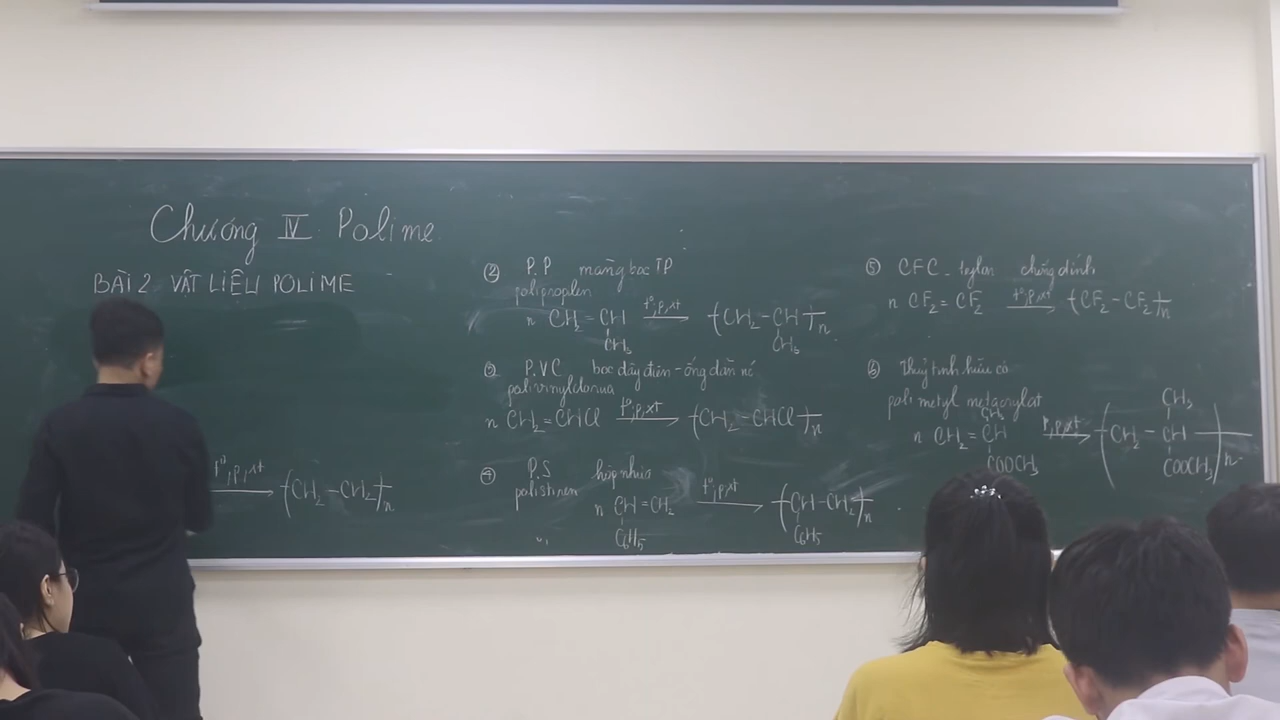 Chương IV. Polime
BÀI 2 VẬT LIỆU POLIME
t°, p, xt → (CH₂-CH₂)n
② P.P màng bọc TP
polipropilen
n CH₂=CH t°, p, xt → (CH₂-CH)n
CH₃ CH₃
③ P.VC bọc dây điện - ống dẫn nc
polivinylclorua
n CH₂=CHCl t°, p, xt → (CH₂-CHCl)n
④ P.S hộp nhựa
polistiren
n CH=CH₂ t°, p, xt → (CH-CH₂)n
C6H5 C6H5
⑤ CFC - teflon chống dính
n CF₂=CF₂ t°, p, xt → (CF₂-CF₂)n
⑥ Thuỷ tinh hữu cơ
poli metyl metacrylat
CH₃ CH₃
n CH₂=CH t°, p, xt → (CH₂-CH)n
COOCH₃ COOCH₃